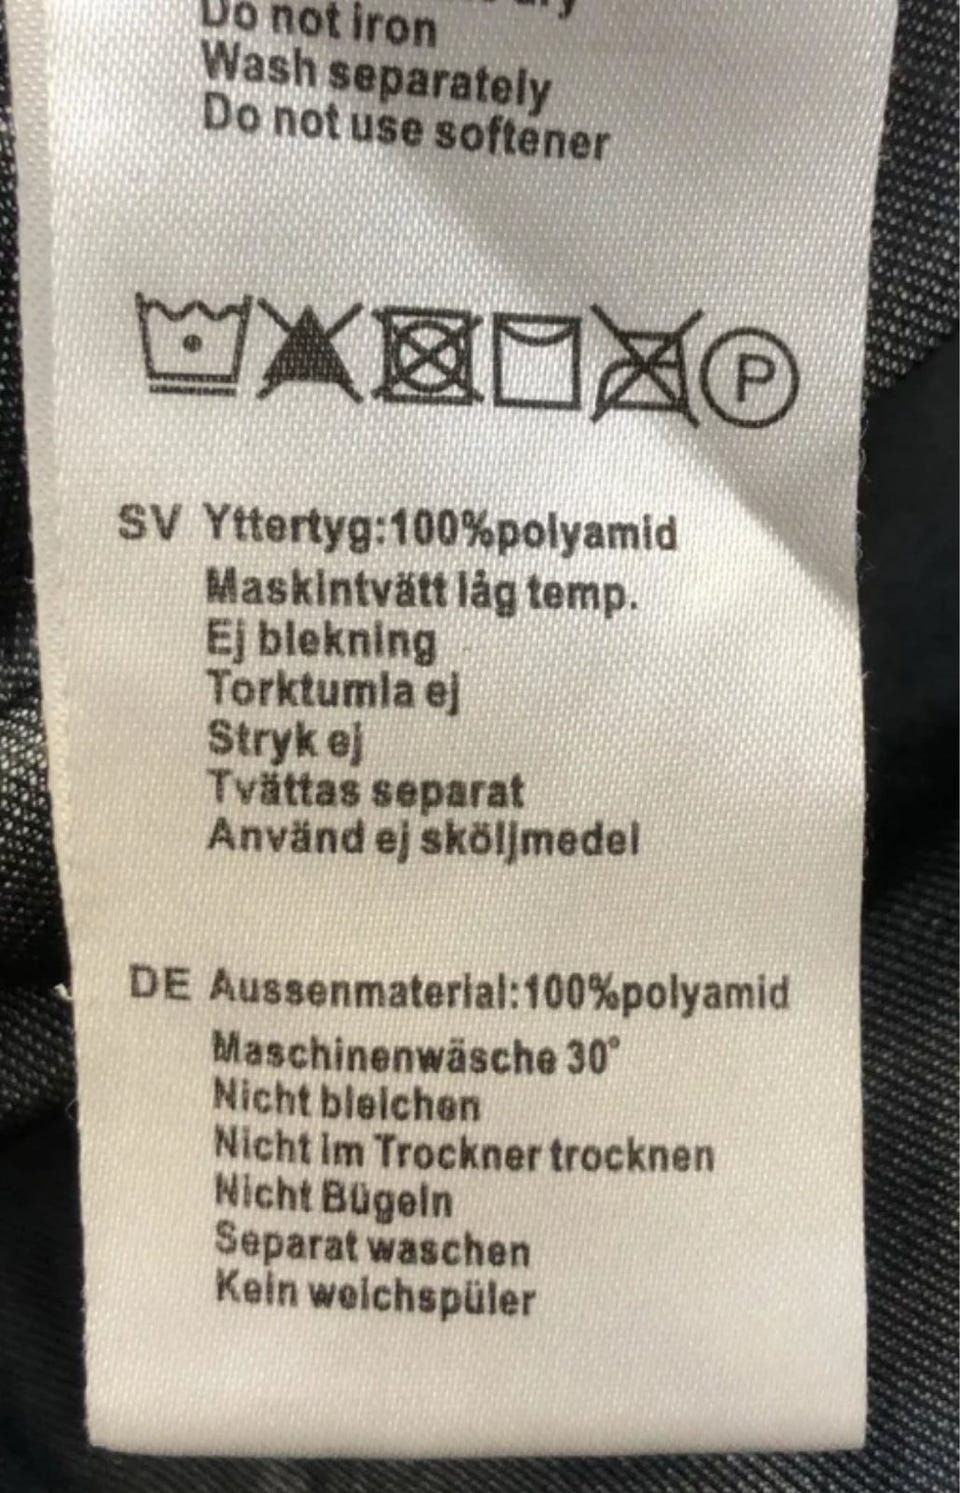 Do not iron
Wash separately
Do not use softener
P
SV Yttertyg:100%polyamid
Maskintvätt låg temp.
Ej blekning
Torktumla ej
Stryk ej
Tvättas separat
Använd ej sköljmedel
DE Aussenmaterial:100%polyamid
Maschinenwäsche 30°
Nicht bleichen
Nicht im Trockner trocknen
Nicht Bügeln
Separat waschen
Kein weichspüler